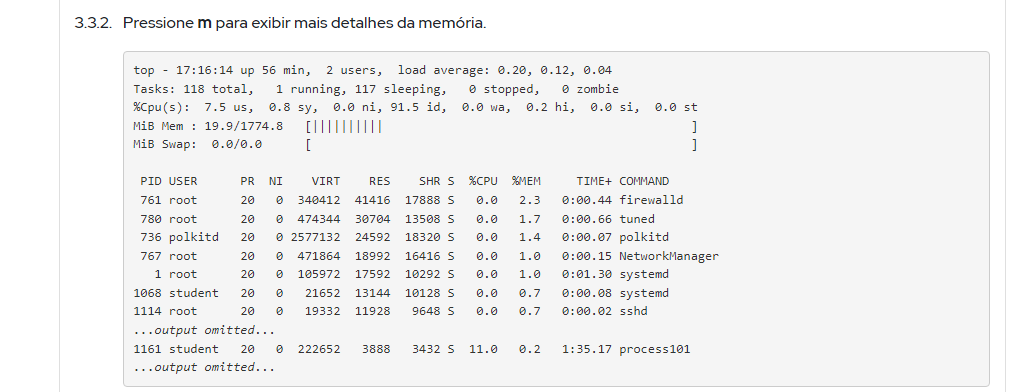 3.3.2. Pressione m para exibir mais detalhes da memória.
top - 17:16:14 up 56 min,  2 users,  load average: 0.20, 0.12, 0.04
Tasks: 118 total,   1 running, 117 sleeping,   0 stopped,   0 zombie
%Cpu(s):  7.5 us,  0.8 sy,  0.0 ni, 91.5 id,  0.0 wa,  0.2 hi,  0.0 si,  0.0 st
MiB Mem : 19.9/1774.8   [||||||||||                                            ]
MiB Swap:  0.0/0.0      [                                                      ]
PID USER      PR  NI    VIRT    RES    SHR S  %CPU  %MEM     TIME+ COMMAND
761 root      20   0  340412  41416  17888 S   0.0   2.3   0:00.44 firewalld
780 root      20   0  474344  30704  13508 S   0.0   1.7   0:00.66 tuned
736 polkitd   20   0 2577132  24592  18320 S   0.0   1.4   0:00.07 polkitd
767 root      20   0  471864  18992  16416 S   0.0   1.0   0:00.15 NetworkManager
1 root      20   0  105972  17592  10292 S   0.0   1.0   0:01.30 systemd
1068 student   20   0   21652  13144  10128 S   0.0   0.7   0:00.08 systemd
1114 root      20   0   19332  11928   9648 S   0.0   0.7   0:00.02 sshd
...output omitted...
1161 student   20   0  222652   3888   3432 S  11.0   0.2   1:35.17 process101
...output omitted...